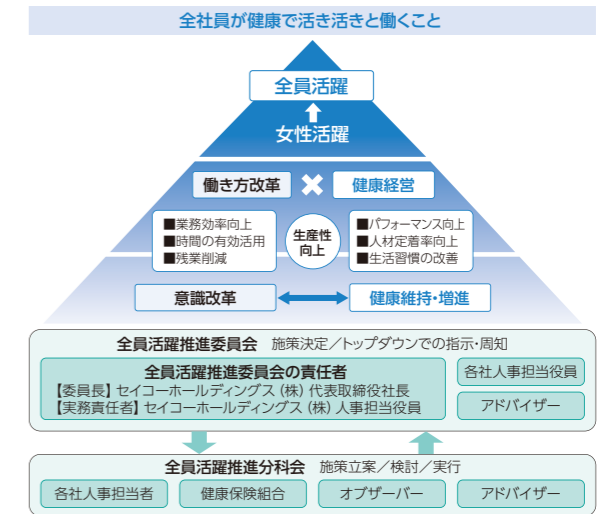 全社員が健康で活き活きと働くこと
全員活躍
女性活躍
働き方改革
健康経営
■業務効率向上
■時間の有効活用
■残業削減
生産性
向上
■パフォーマンス向上
■人材定着率向上
■生活習慣の改善
意識改革
健康維持・増進
全員活躍推進委員会 施策決定／トップダウンでの指示・周知
全員活躍推進委員会の責任者
【委員長】セイコーホールディングス（株）代表取締役社長
【実務責任者】セイコーホールディングス（株）人事担当役員
各社人事担当役員
アドバイザー
全員活躍推進分科会 施策立案／検討／実行
各社人事担当者
健康保険組合
オブザーバー
アドバイザー